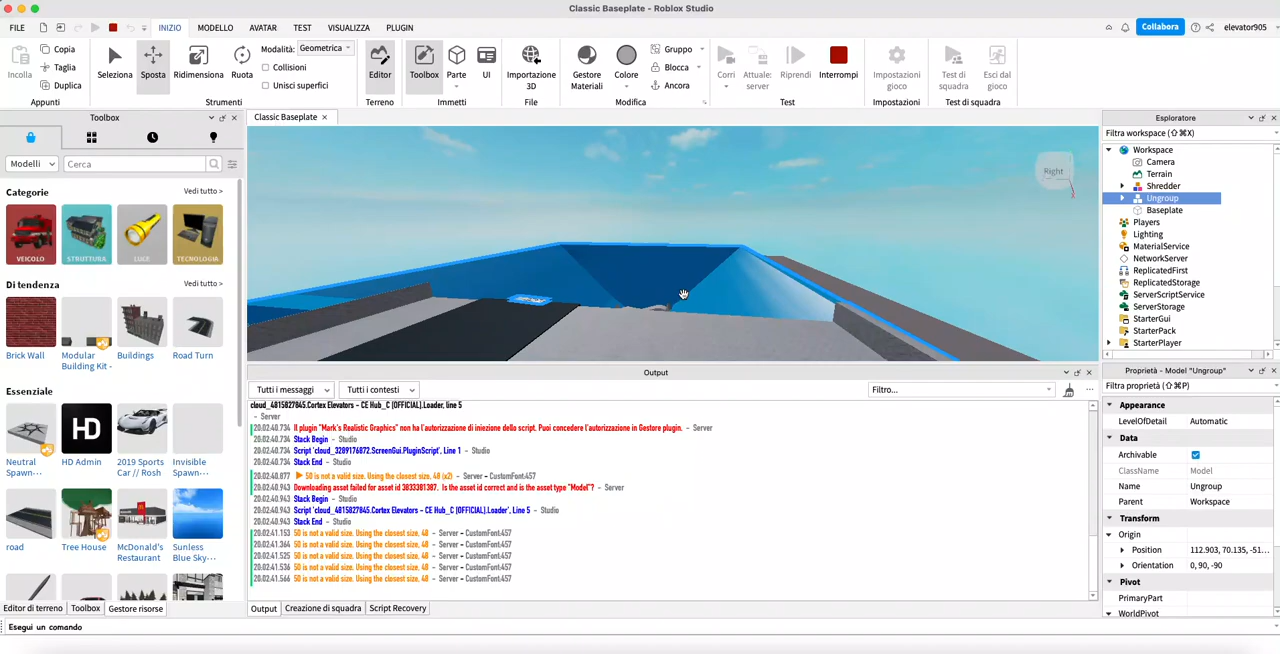 Classic Baseplate - Roblox Studio
FILE INIZIO MODELLO AVATAR TEST VISUALIZZA PLUGIN Collabora elevator905
Incolla Copia Taglia Duplica Appunti
Seleziona Sposta Ridimensiona Ruota Modalità: Geometrica Collisioni Unisci superfici Strumenti
Editor Terreno
Toolbox Parte UI Immetti
Importazione 3D File
Gestore Materiali Colore Gruppo Blocca Ancora Modifica
Corri Attuale: server Riprendi Interrompi Test
Impostazioni gioco Impostazioni
Test di squadra Esci dal gioco Test di squadra
Toolbox
Modelli Cerca
Categorie Vedi tutto >
VEICOLO STRUTTURA LUCE TECNOLOGIA
Di tendenza Vedi tutto >
Brick Wall Modular Building Kit - Buildings Road Turn
Essenziale Vedi tutto >
HD
Neutral Spawn··· HD Admin 2019 Sports Car // Rosh Invisible Spawn-···
road Tree House McDonald's Restaurant Sunless Blue Sky···
Editor di terreno Toolbox Gestore risorse
Classic Baseplate
Right
Output
Tutti i messaggi Tutti i contesti Filtro...
cloud_4815827845.Cortex Elevators - CE Hub_C [OFFICIAL].Loader, line 5
- Server
20:02:40.734 Il plugin "Mark's Realistic Graphics" non ha l'autorizzazione di iniezione dello script. Puoi concedere l'autorizzazione in Gestore plugin. - Server
20:02:40.734 Stack Begin - Studio
20:02:40.734 Script 'cloud_3289176872.ScreenGui.PluginScript', Line 1 - Studio
20:02:40.734 Stack End - Studio
20:02:40.877 50 is not a valid size. Using the closest size, 48 (x2) - Server - CustomFont:457
20:02:40.943 Downloading asset failed for asset id 3833381387. Is the asset id correct and is the asset type "Model"? - Server
20:02:40.943 Stack Begin - Studio
20:02:40.943 Script 'cloud_4815827845.Cortex Elevators - CE Hub_C [OFFICIAL].Loader', Line 5 - Studio
20:02:40.943 Stack End - Studio
20:02:41.153 50 is not a valid size. Using the closest size, 48 - Server - CustomFont:457
20:02:41.364 50 is not a valid size. Using the closest size, 48 - Server - CustomFont:457
20:02:41.525 50 is not a valid size. Using the closest size, 48 - Server - CustomFont:457
20:02:41.536 50 is not a valid size. Using the closest size, 48 - Server - CustomFont:457
20:02:41.566 50 is not a valid size. Using the closest size, 48 - Server - CustomFont:457
Output Creazione di squadra Script Recovery
Esploratore
Filtra workspace (⇧⌘X)
Workspace
Camera
Terrain
Shredder
Ungroup
Baseplate
Players
Lighting
MaterialService
NetworkServer
ReplicatedFirst
ReplicatedStorage
ServerScriptService
ServerStorage
StarterGui
StarterPack
StarterPlayer
Proprietà - Model "Ungroup"
Filtra proprietà (⇧⌘P)
Appearance
LevelOfDetail Automatic
Data
Archivable
ClassName Model
Name Ungroup
Parent Workspace
Transform
Origin
Position 112.903, 70.135, -51...
Orientation 0, 90, -90
Pivot
PrimaryPart
WorldPivot
Esegui un comando